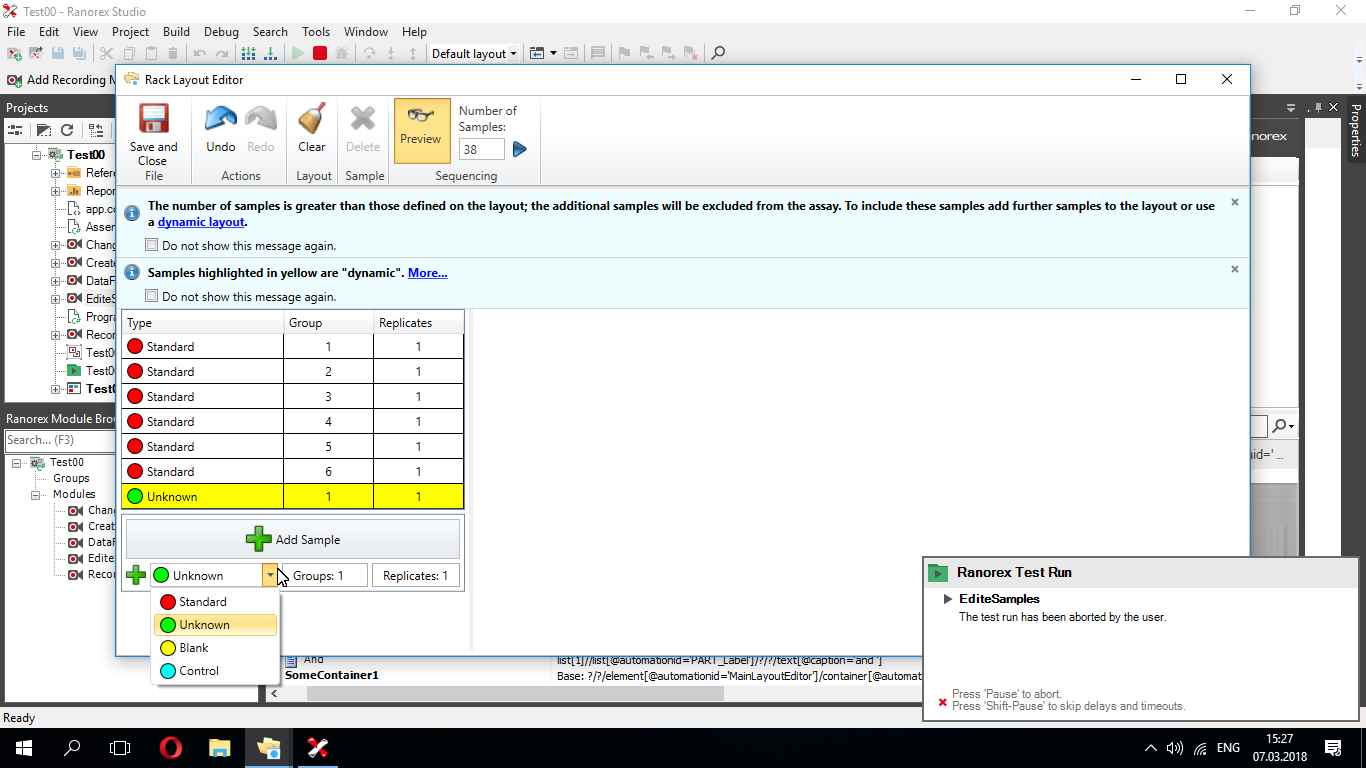 Test00 - Ranorex Studio
File Edit View Project Build Debug Search Tools Window Help
Default layout
Add Recording M
Rack Layout Editor
Projects
Save and Close
Undo
Redo
Clear
Delete
Preview
Number of Samples:
38
File
Actions
Layout
Sample
Sequencing
norex
Properties
The number of samples is greater than those defined on the layout; the additional samples will be excluded from the assay. To include these samples add further samples to the layout or use
a dynamic layout.
Do not show this message again.
Samples highlighted in yellow are "dynamic". More...
Do not show this message again.
Test00
Refere
Repor
app.co
Assem
Chang
Create
DataF
EditeS
Progra
Recor
Test0
Test0
Test0
Type Group Replicates
Standard 1 1
Standard 2 1
Standard 3 1
Standard 4 1
Standard 5 1
Standard 6 1
Unknown 1 1
Add Sample
Unknown
Groups: 1
Replicates: 1
Standard
Unknown
Blank
Control
Ranorex Module Brow
Search... (F3)
Test00
Groups
Modules
Chan
Creat
DataF
Edite
Recor
id='...
And
list[1]//list[@automationid='PART_Label']/?/?/text[@caption='and ']
SomeContainer1
Base: ?/?/element[@automationid='MainLayoutEditor']/container[@automat
Ranorex Test Run
EditeSamples
The test run has been aborted by the user.
Press 'Pause' to abort.
Press 'Shift-Pause' to skip delays and timeouts.
Ready
ENG
15:27
07.03.2018